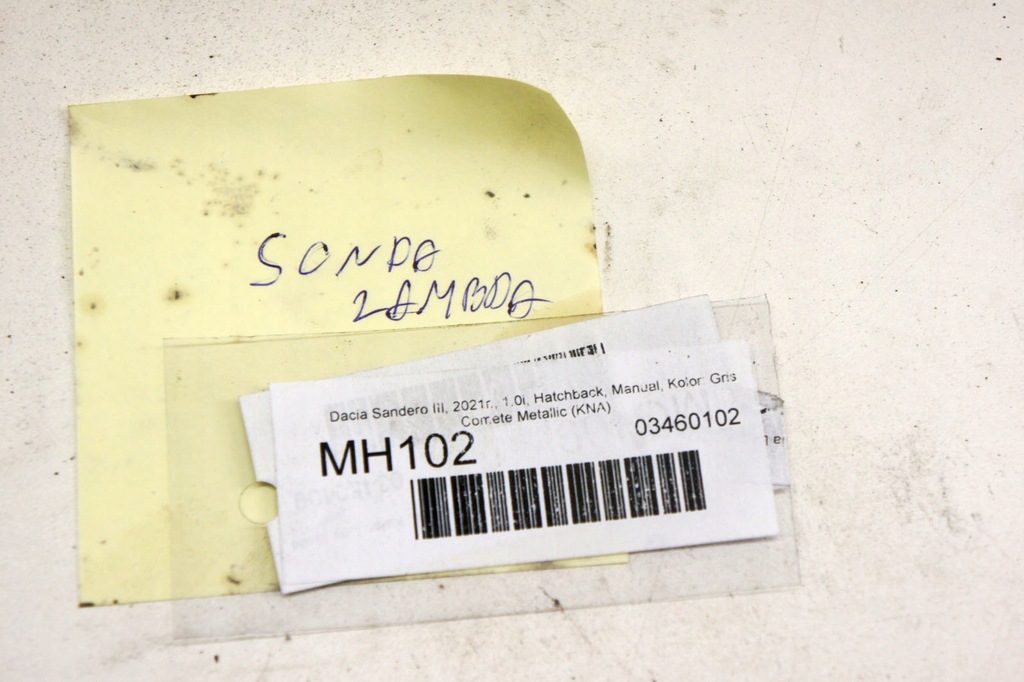 SONDA
LAMBDA
Dacia Sandero III, 2021r., 1.0i, Hatchback, Manual, Kolor: Gris
Comete Metallic (KNA)
MH102
03460102